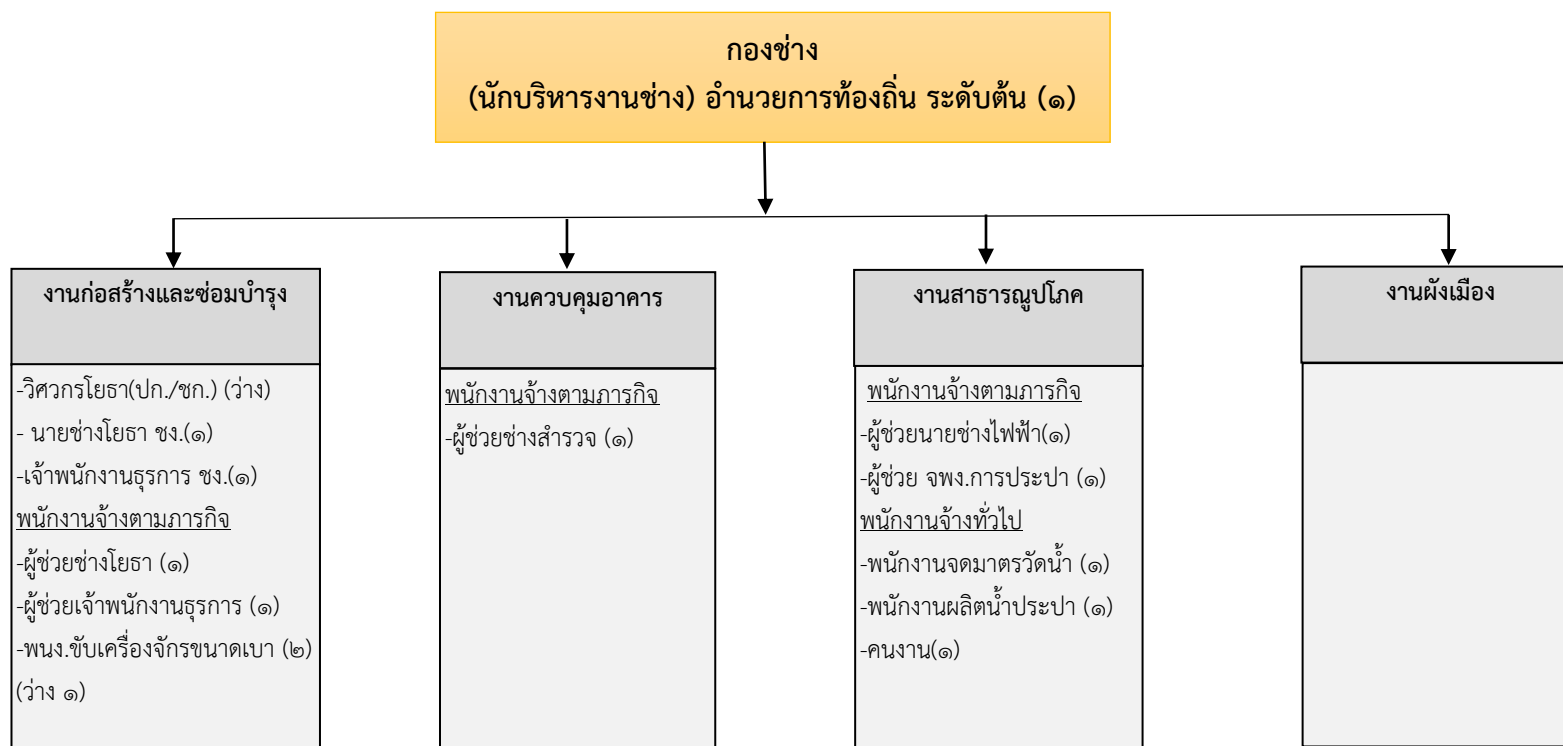 กองช่าง
(นักบริหารงานช่าง) อำนวยการท้องถิ่น ระดับต้น (๑)
งานก่อสร้างและซ่อมบำรุง
-วิศวกรโยธา(ปก./ชก.) (ว่าง)
- นายช่างโยธา ชง.(๑)
-เจ้าพนักงานธุรการ ชง.(๑)
พนักงานจ้างตามภารกิจ
-ผู้ช่วยช่างโยธา (๑)
-ผู้ช่วยเจ้าพนักงานธุรการ (๑)
-พนง.ขับเครื่องจักรขนาดเบา (๒)
(ว่าง ๑)
งานควบคุมอาคาร
พนักงานจ้างตามภารกิจ
-ผู้ช่วยช่างสำรวจ (๑)
งานสาธารณูปโภค
พนักงานจ้างตามภารกิจ
-ผู้ช่วยนายช่างไฟฟ้า(๑)
-ผู้ช่วย จพง.การประปา (๑)
พนักงานจ้างทั่วไป
-พนักงานจดมาตรวัดน้ำ (๑)
-พนักงานผลิตน้ำประปา (๑)
-คนงาน(๑)
งานผังเมือง